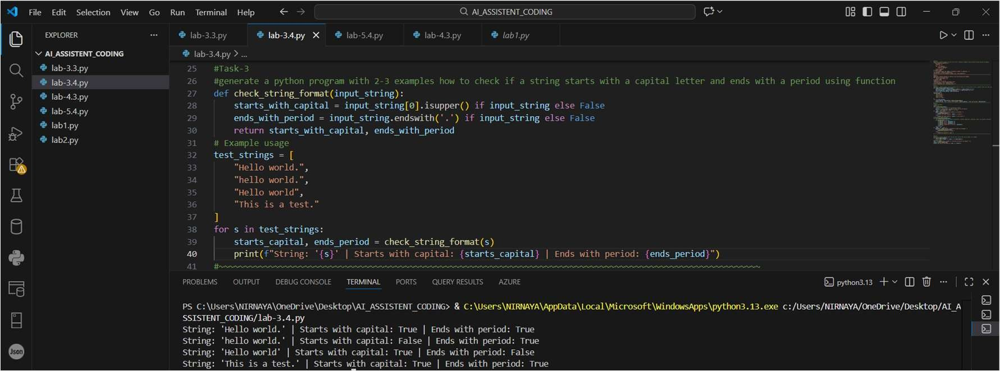 File Edit Selection View Go Run Terminal Help
AI_ASSISTENT_CODING
EXPLORER
AI_ASSISTENT_CODING
lab-3.3.py
lab-3.4.py
lab-4.3.py
lab-5.4.py
lab1.py
lab2.py
Json
lab-3.3.py lab-3.4.py lab-5.4.py lab-4.3.py lab1.py
lab-3.4.py > ...
25 #Task-3
26 #generate a python program with 2-3 examples how to check if a string starts with a capital letter and ends with a period using function
27 def check_string_format(input_string):
28 starts_with_capital = input_string[0].isupper() if input_string else False
29 ends_with_period = input_string.endswith('.') if input_string else False
30 return starts_with_capital, ends_with_period
31 # Example usage
32 test_strings = [
33 "Hello world.",
34 "hello world.",
35 "Hello world",
36 "This is a test."
37 ]
38 for s in test_strings:
39 starts_capital, ends_period = check_string_format(s)
40 print(f"String: '{s}' | Starts with capital: {starts_capital} | Ends with period: {ends_period}")
41 #~~~~~~~~~~~~~~~~~~~~~~~~~~~~~~~~~~~~~~~~~~~~~~~~~~~~~~~~~~~~~~~~~~~~~~~~~~~~~~~~~~~~~~~~~~~~~~~~~~~~~~~~~~~~
PROBLEMS OUTPUT DEBUG CONSOLE TERMINAL PORTS QUERY RESULTS AZURE
python3.13
PS C:\Users\NIRNAYA\OneDrive\Desktop\AI_ASSISTENT_CODING> & C:\Users\NIRNAYA\AppData\Local\Microsoft\WindowsApps\python3.13.exe c:/Users/NIRNAYA/OneDrive/Desktop/AI_A
SSISTENT_CODING/lab-3.4.py
String: 'Hello world.' | Starts with capital: True | Ends with period: True
String: 'hello world.' | Starts with capital: False | Ends with period: True
String: 'Hello world' | Starts with capital: True | Ends with period: False
String: 'This is a test.' | Starts with capital: True | Ends with period: True